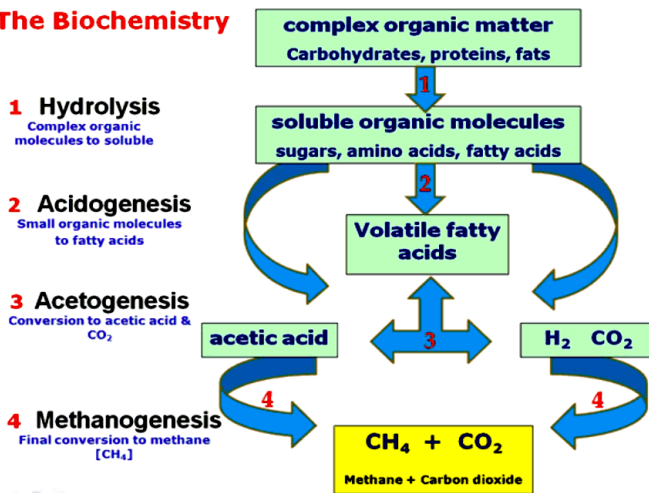 The Biochemistry
complex organic matter
Carbohydrates, proteins, fats
1
1 Hydrolysis
Complex organic
molecules to soluble
soluble organic molecules
sugars, amino acids, fatty acids
2
2 Acidogenesis
Small organic molecules
to fatty acids
Volatile fatty
acids
3 Acetogenesis
Conversion to acetic acid &
CO₂
acetic acid
3
H₂ CO₂
4
4
4 Methanogenesis
Final conversion to methane
[CH₄]
CH₄ + CO₂
Methane + Carbon dioxide